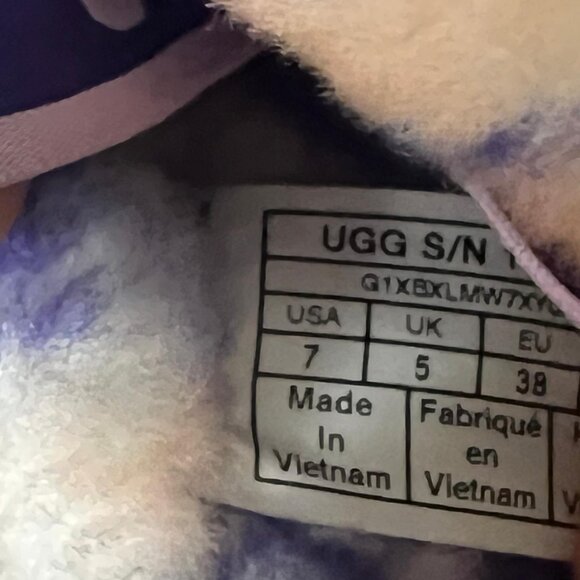 UGG S/N
USA UK EU
7 5 38
Made Fabriqué
In en
Vietnam Vietnam